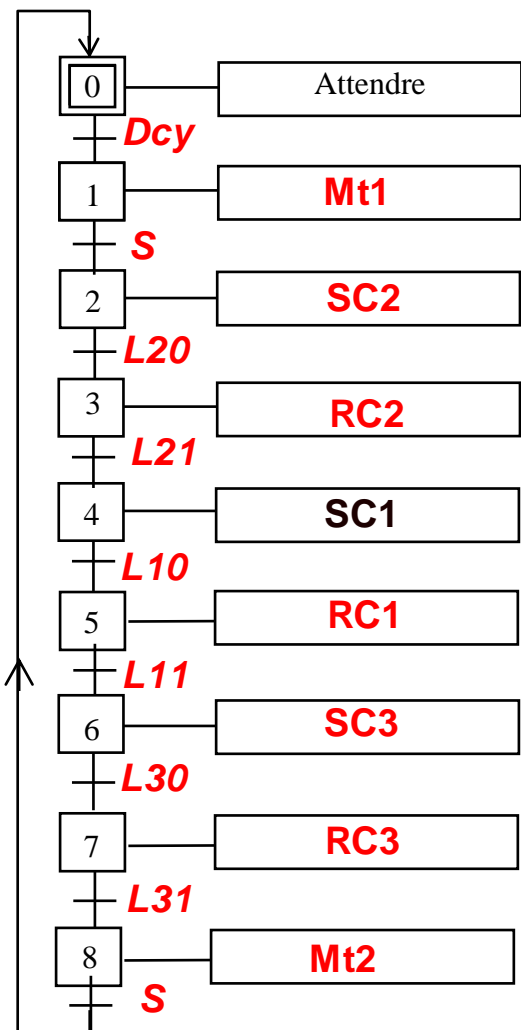 0 Attendre
Dcy
1 Mt1
S
2 SC2
L20
3 RC2
L21
4 SC1
L10
5 RC1
L11
6 SC3
L30
7 RC3
L31
8 Mt2
S